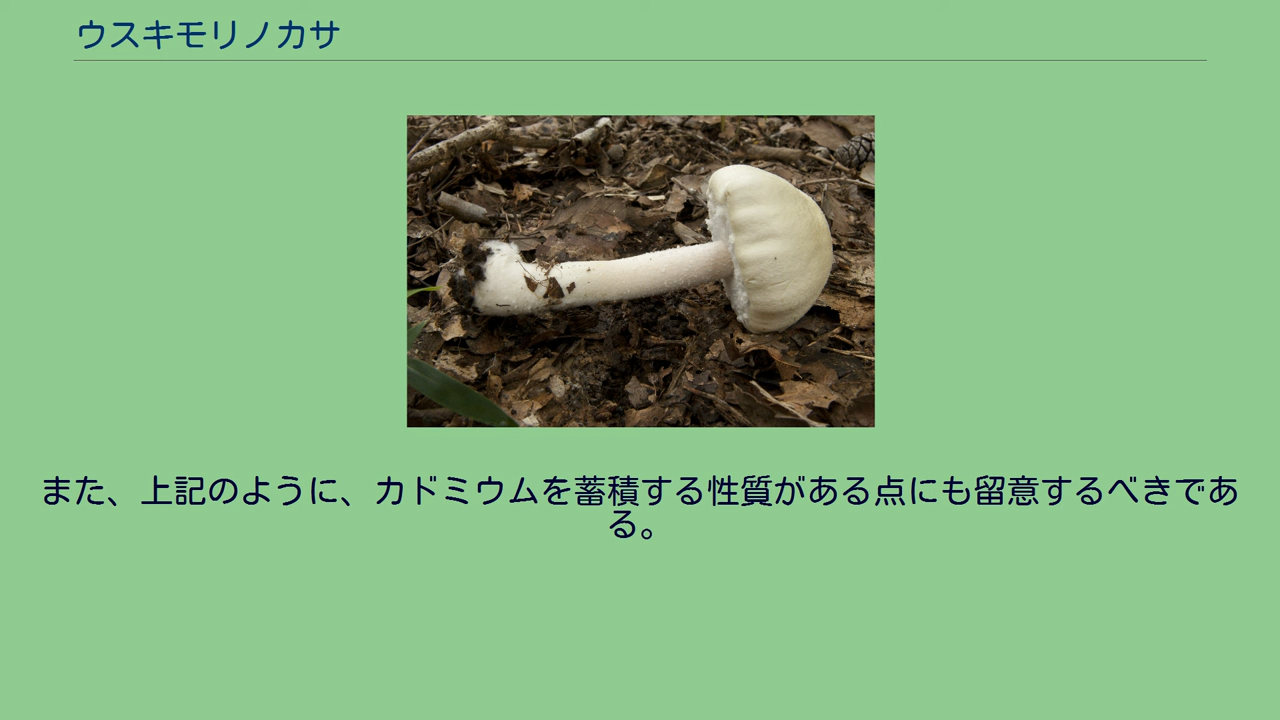 ウスキモリノカサ
また、上記のように、カドミウムを蓄積する性質がある点にも留意するべきであ
る。